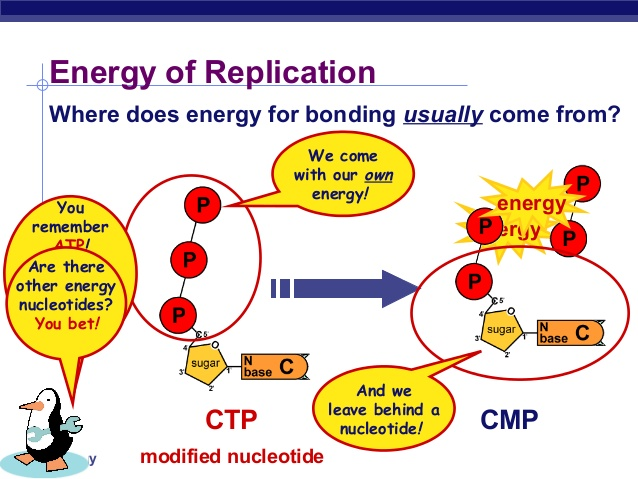 Energy of Replication
Where does energy for bonding usually come from?
We come
with our own
energy!
You
remember
ATP!
Are there
other energy
nucleotides?
You bet!
P
P
P
C 5'
4'
O
sugar
3'
2'
1'
N
base
C
P
energy
P
ergy
P
P
C 5'
4'
O
sugar
3'
2'
1'
N
base
C
And we
leave behind a
nucleotide!
CTP
CMP
modified nucleotide
y